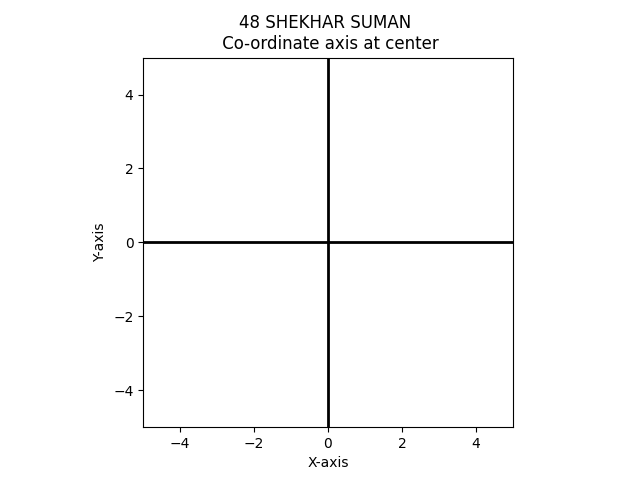 48 SHEKHAR SUMAN
Co-ordinate axis at center
4
2
0
−2
−4
Y-axis
−4 −2 0 2 4
X-axis